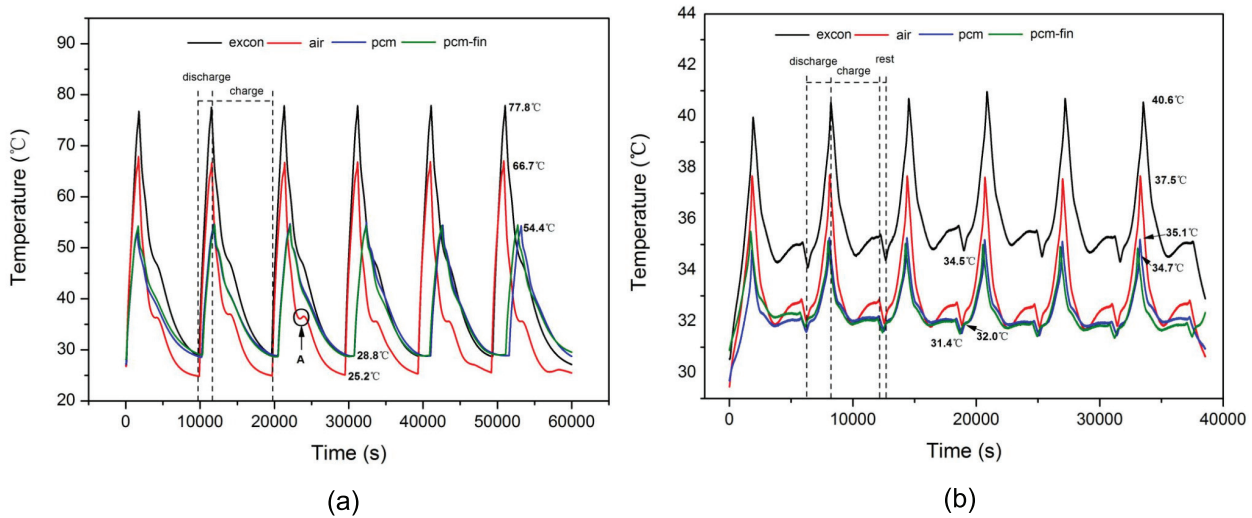 excon air pcm pcm-fin
discharge
charge
77.8℃
66.7℃
54.4℃
28.8℃
25.2℃
A
90
80
70
60
50
40
30
20
Temperature (℃)
0 10000 20000 30000 40000 50000 60000
Time (s)
(a)
excon air pcm pcm-fin
discharge rest
charge
40.6℃
37.5℃
35.1℃
34.7℃
34.5℃
32.0℃
31.4℃
44
42
40
38
36
34
32
30
Temperature (℃)
0 10000 20000 30000 40000
Time (s)
(b)